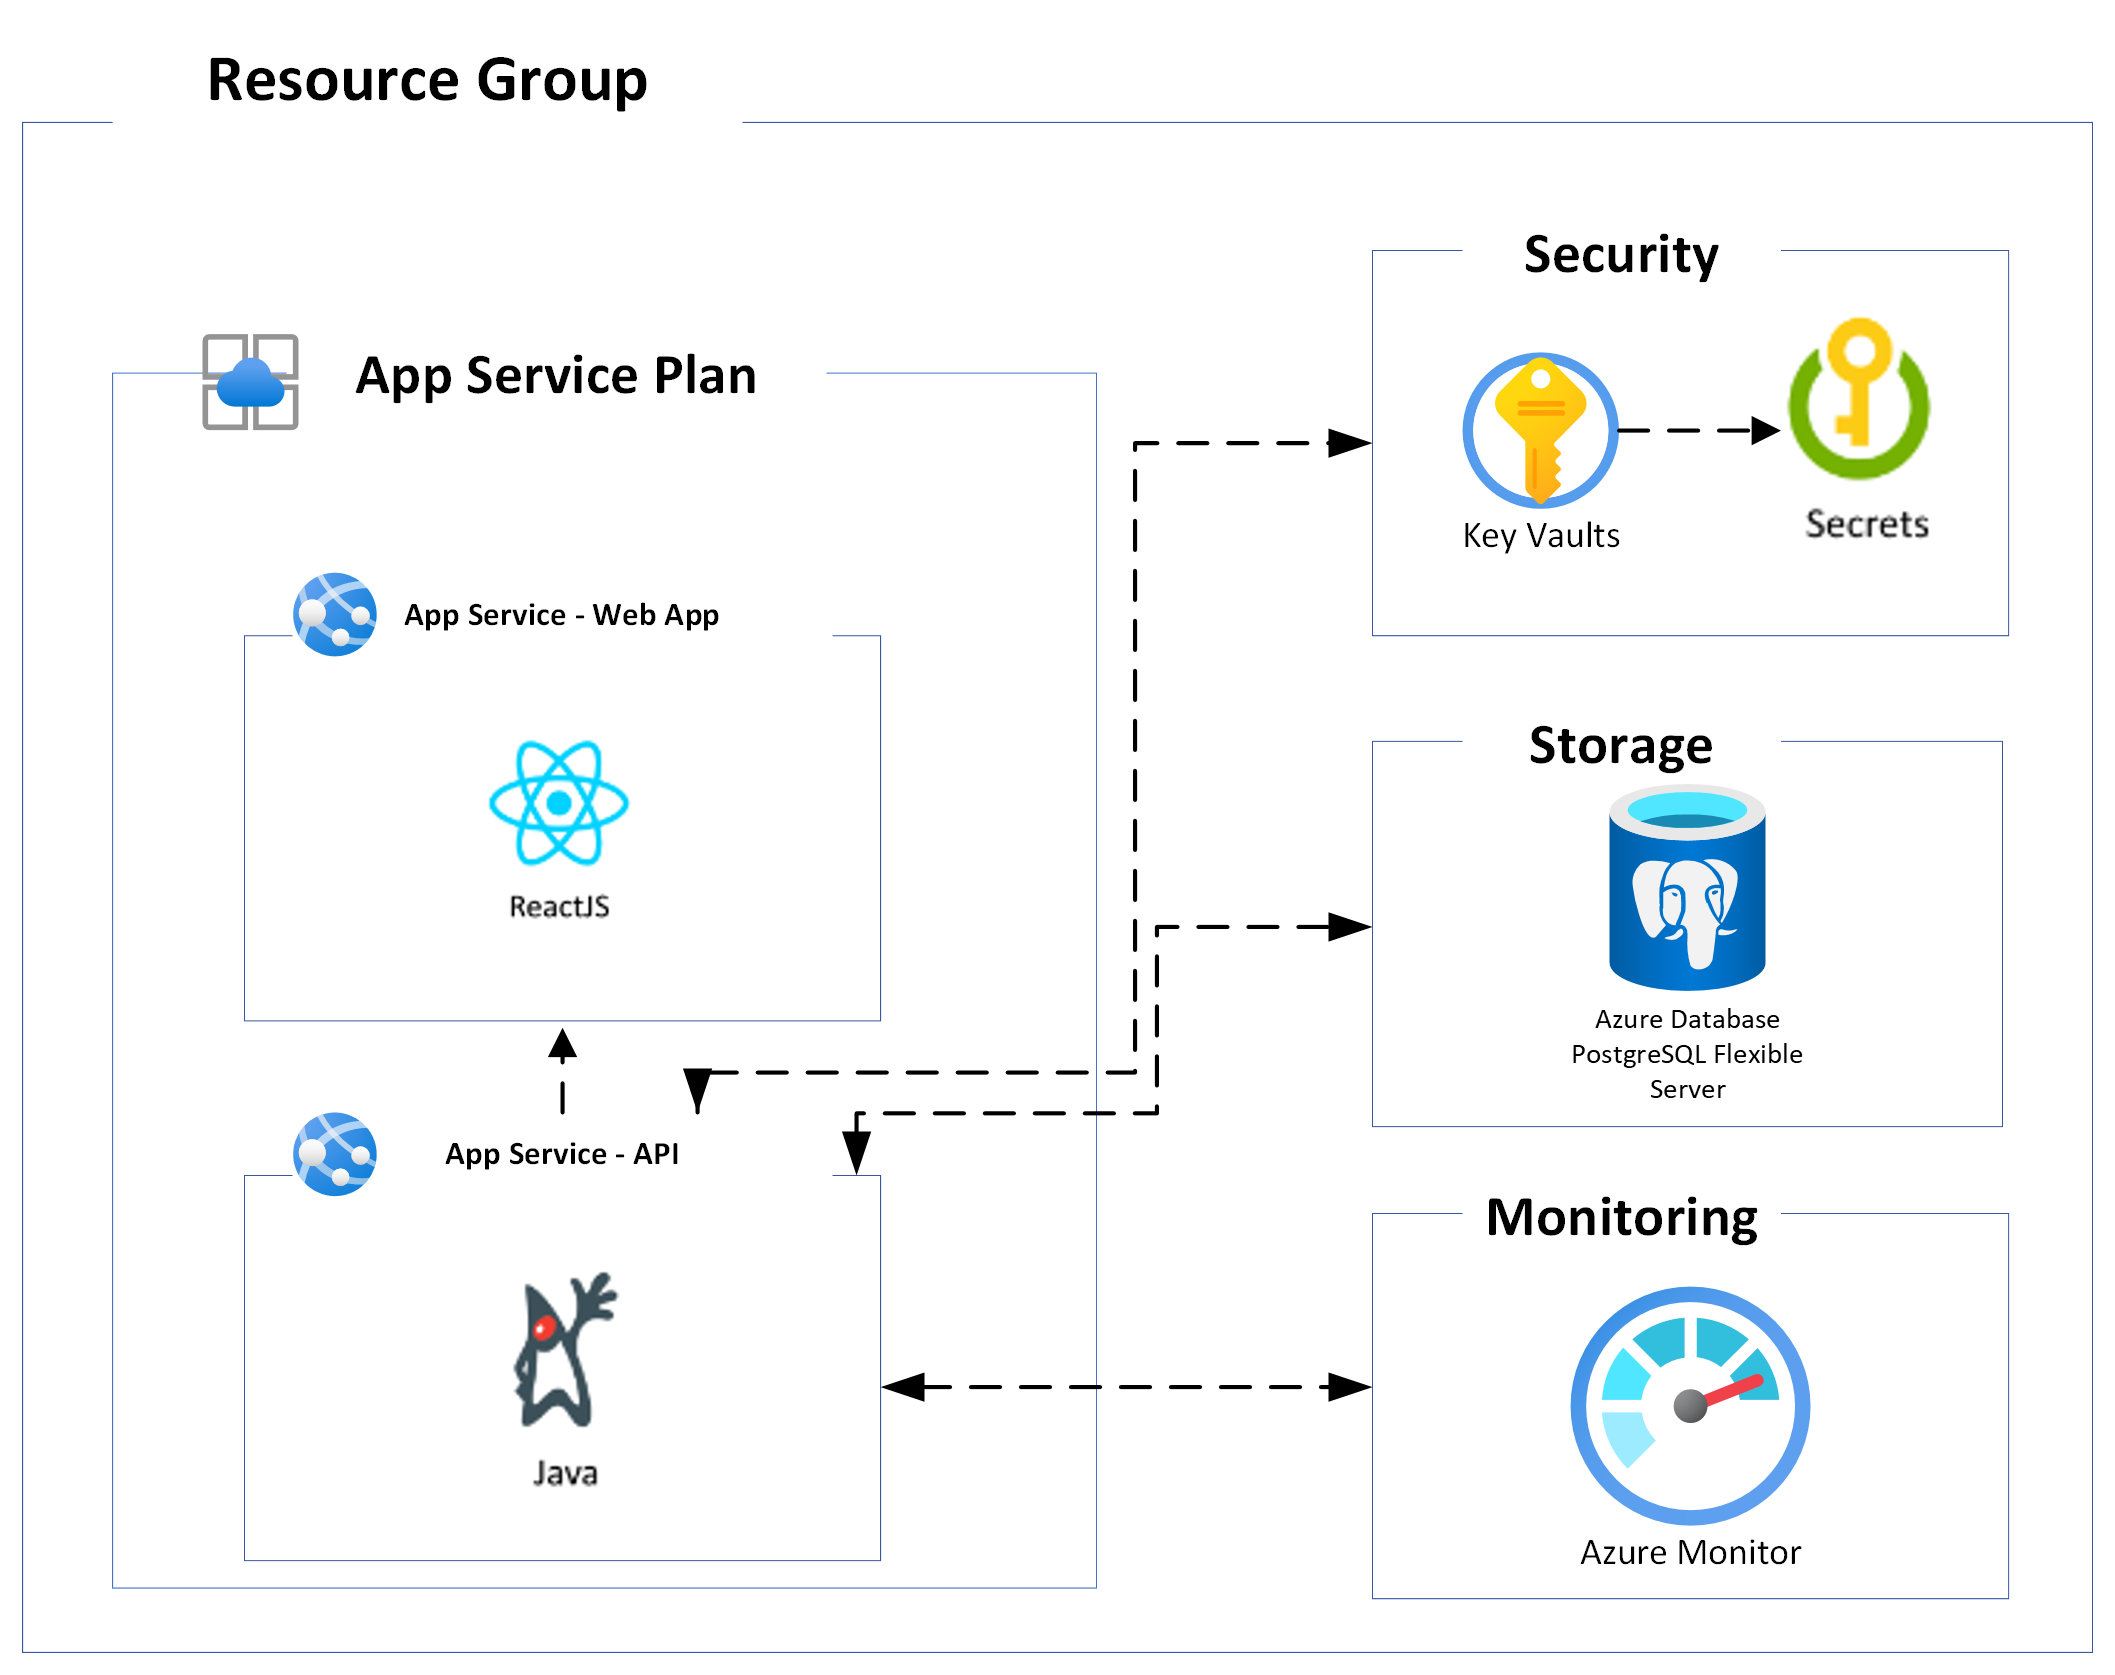 Resource Group
App Service Plan
App Service - Web App
ReactJS
App Service - API
Java
Security
Key Vaults
Secrets
Storage
Azure Database
PostgreSQL Flexible
Server
Monitoring
Azure Monitor